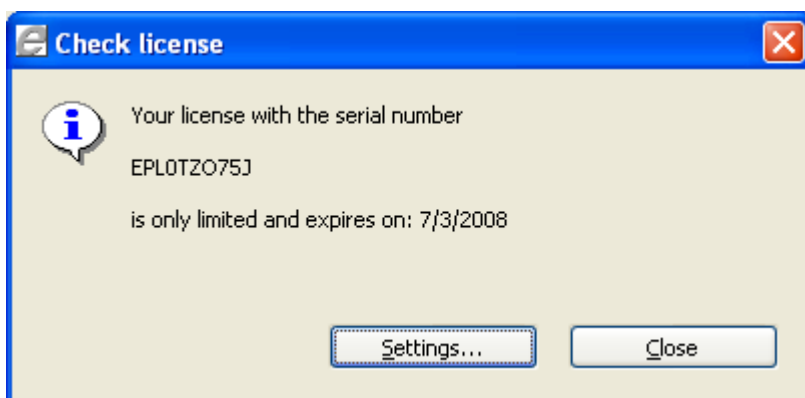 Check license
Your license with the serial number
EPL0TZO75J
is only limited and expires on: 7/3/2008
Settings...
Close